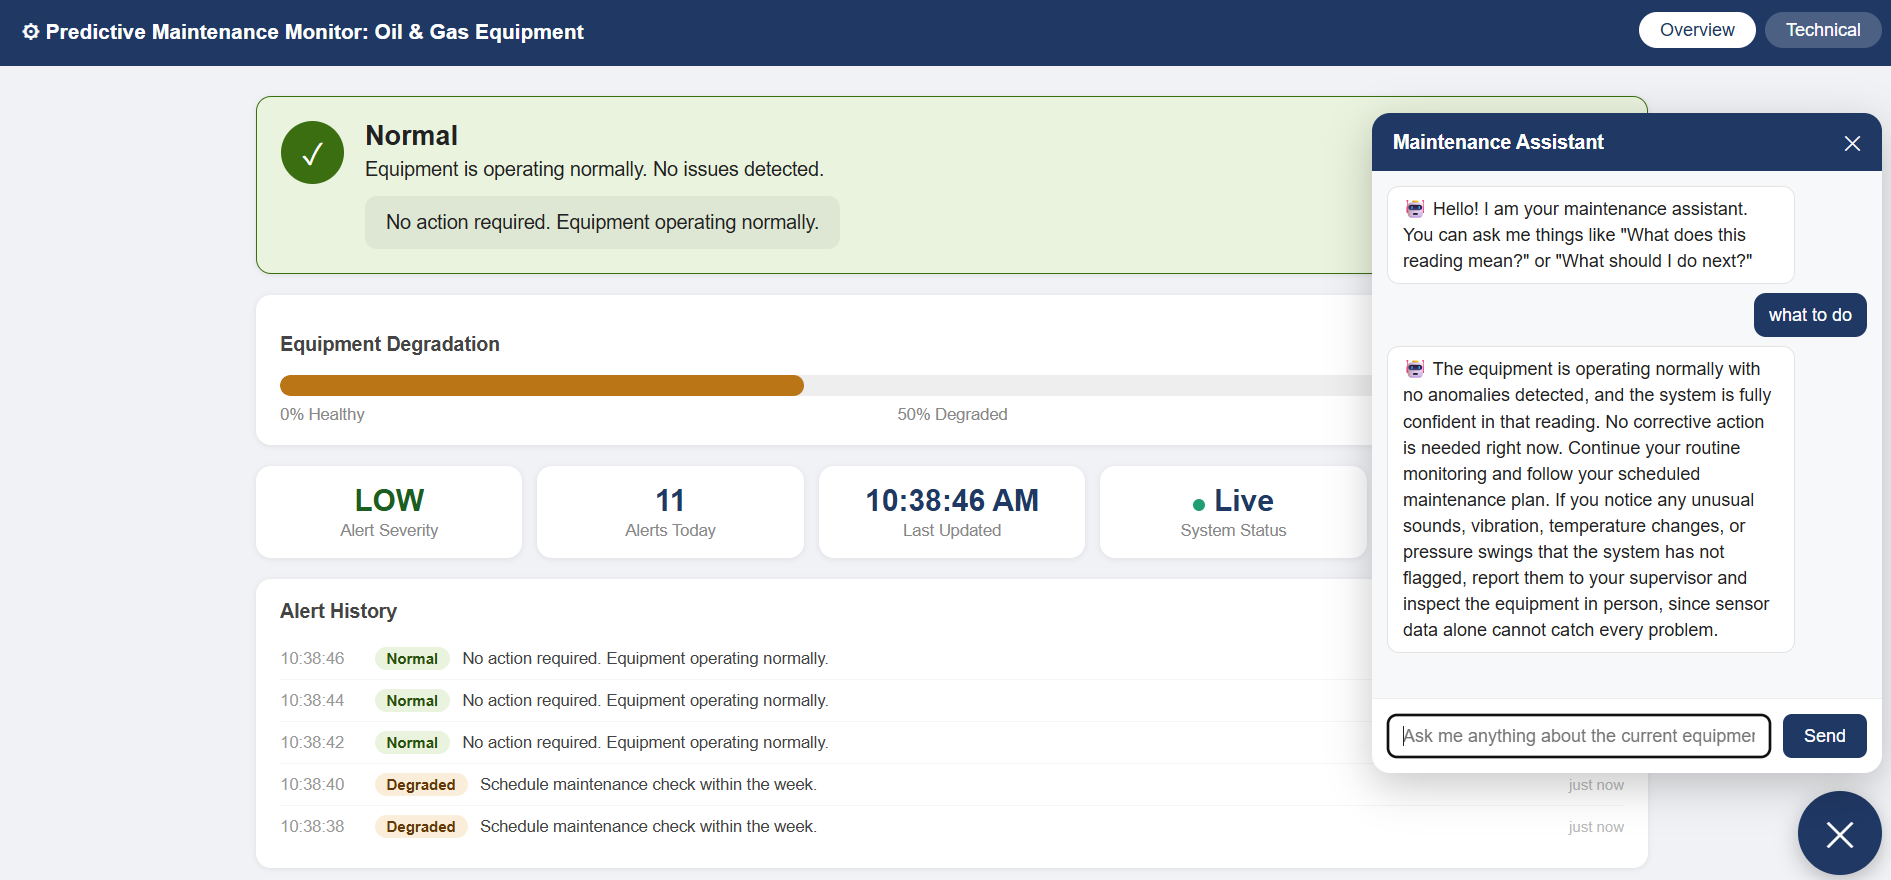 ⚙ Predictive Maintenance Monitor: Oil & Gas Equipment
Overview
Technical
✓
Normal
Equipment is operating normally. No issues detected.
No action required. Equipment operating normally.
Equipment Degradation
0% Healthy
50% Degraded
LOW
Alert Severity
11
Alerts Today
10:38:46 AM
Last Updated
● Live
System Status
Alert History
10:38:46 Normal No action required. Equipment operating normally.
10:38:44 Normal No action required. Equipment operating normally.
10:38:42 Normal No action required. Equipment operating normally.
10:38:40 Degraded Schedule maintenance check within the week. just now
10:38:38 Degraded Schedule maintenance check within the week. just now
Maintenance Assistant
🤖 Hello! I am your maintenance assistant.
You can ask me things like "What does this
reading mean?" or "What should I do next?"
what to do
🤖 The equipment is operating normally with
no anomalies detected, and the system is fully
confident in that reading. No corrective action
is needed right now. Continue your routine
monitoring and follow your scheduled
maintenance plan. If you notice any unusual
sounds, vibration, temperature changes, or
pressure swings that the system has not
flagged, report them to your supervisor and
inspect the equipment in person, since sensor
data alone cannot catch every problem.
Ask me anything about the current
Send